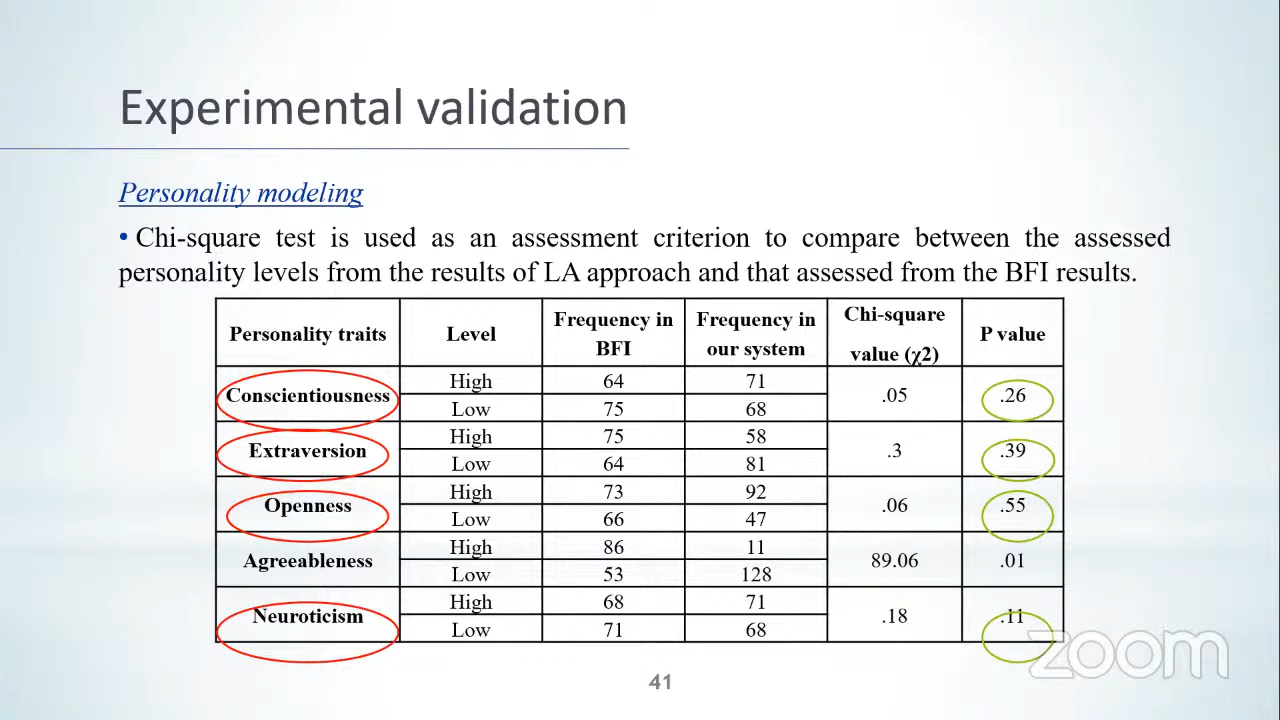 Experimental validation
Personality modeling
• Chi-square test is used as an assessment criterion to compare between the assessed
personality levels from the results of LA approach and that assessed from the BFI results.
Personality traits Level Frequency in BFI Frequency in our system Chi-square value (χ2) P value
Conscientiousness High 64 71 .05 .26
Low 75 68
Extraversion High 75 58 .3 .39
Low 64 81
Openness High 73 92 .06 .55
Low 66 47
Agreeableness High 86 11 89.06 .01
Low 53 128
Neuroticism High 68 71 .18 .11
Low 71 68
zoom
41